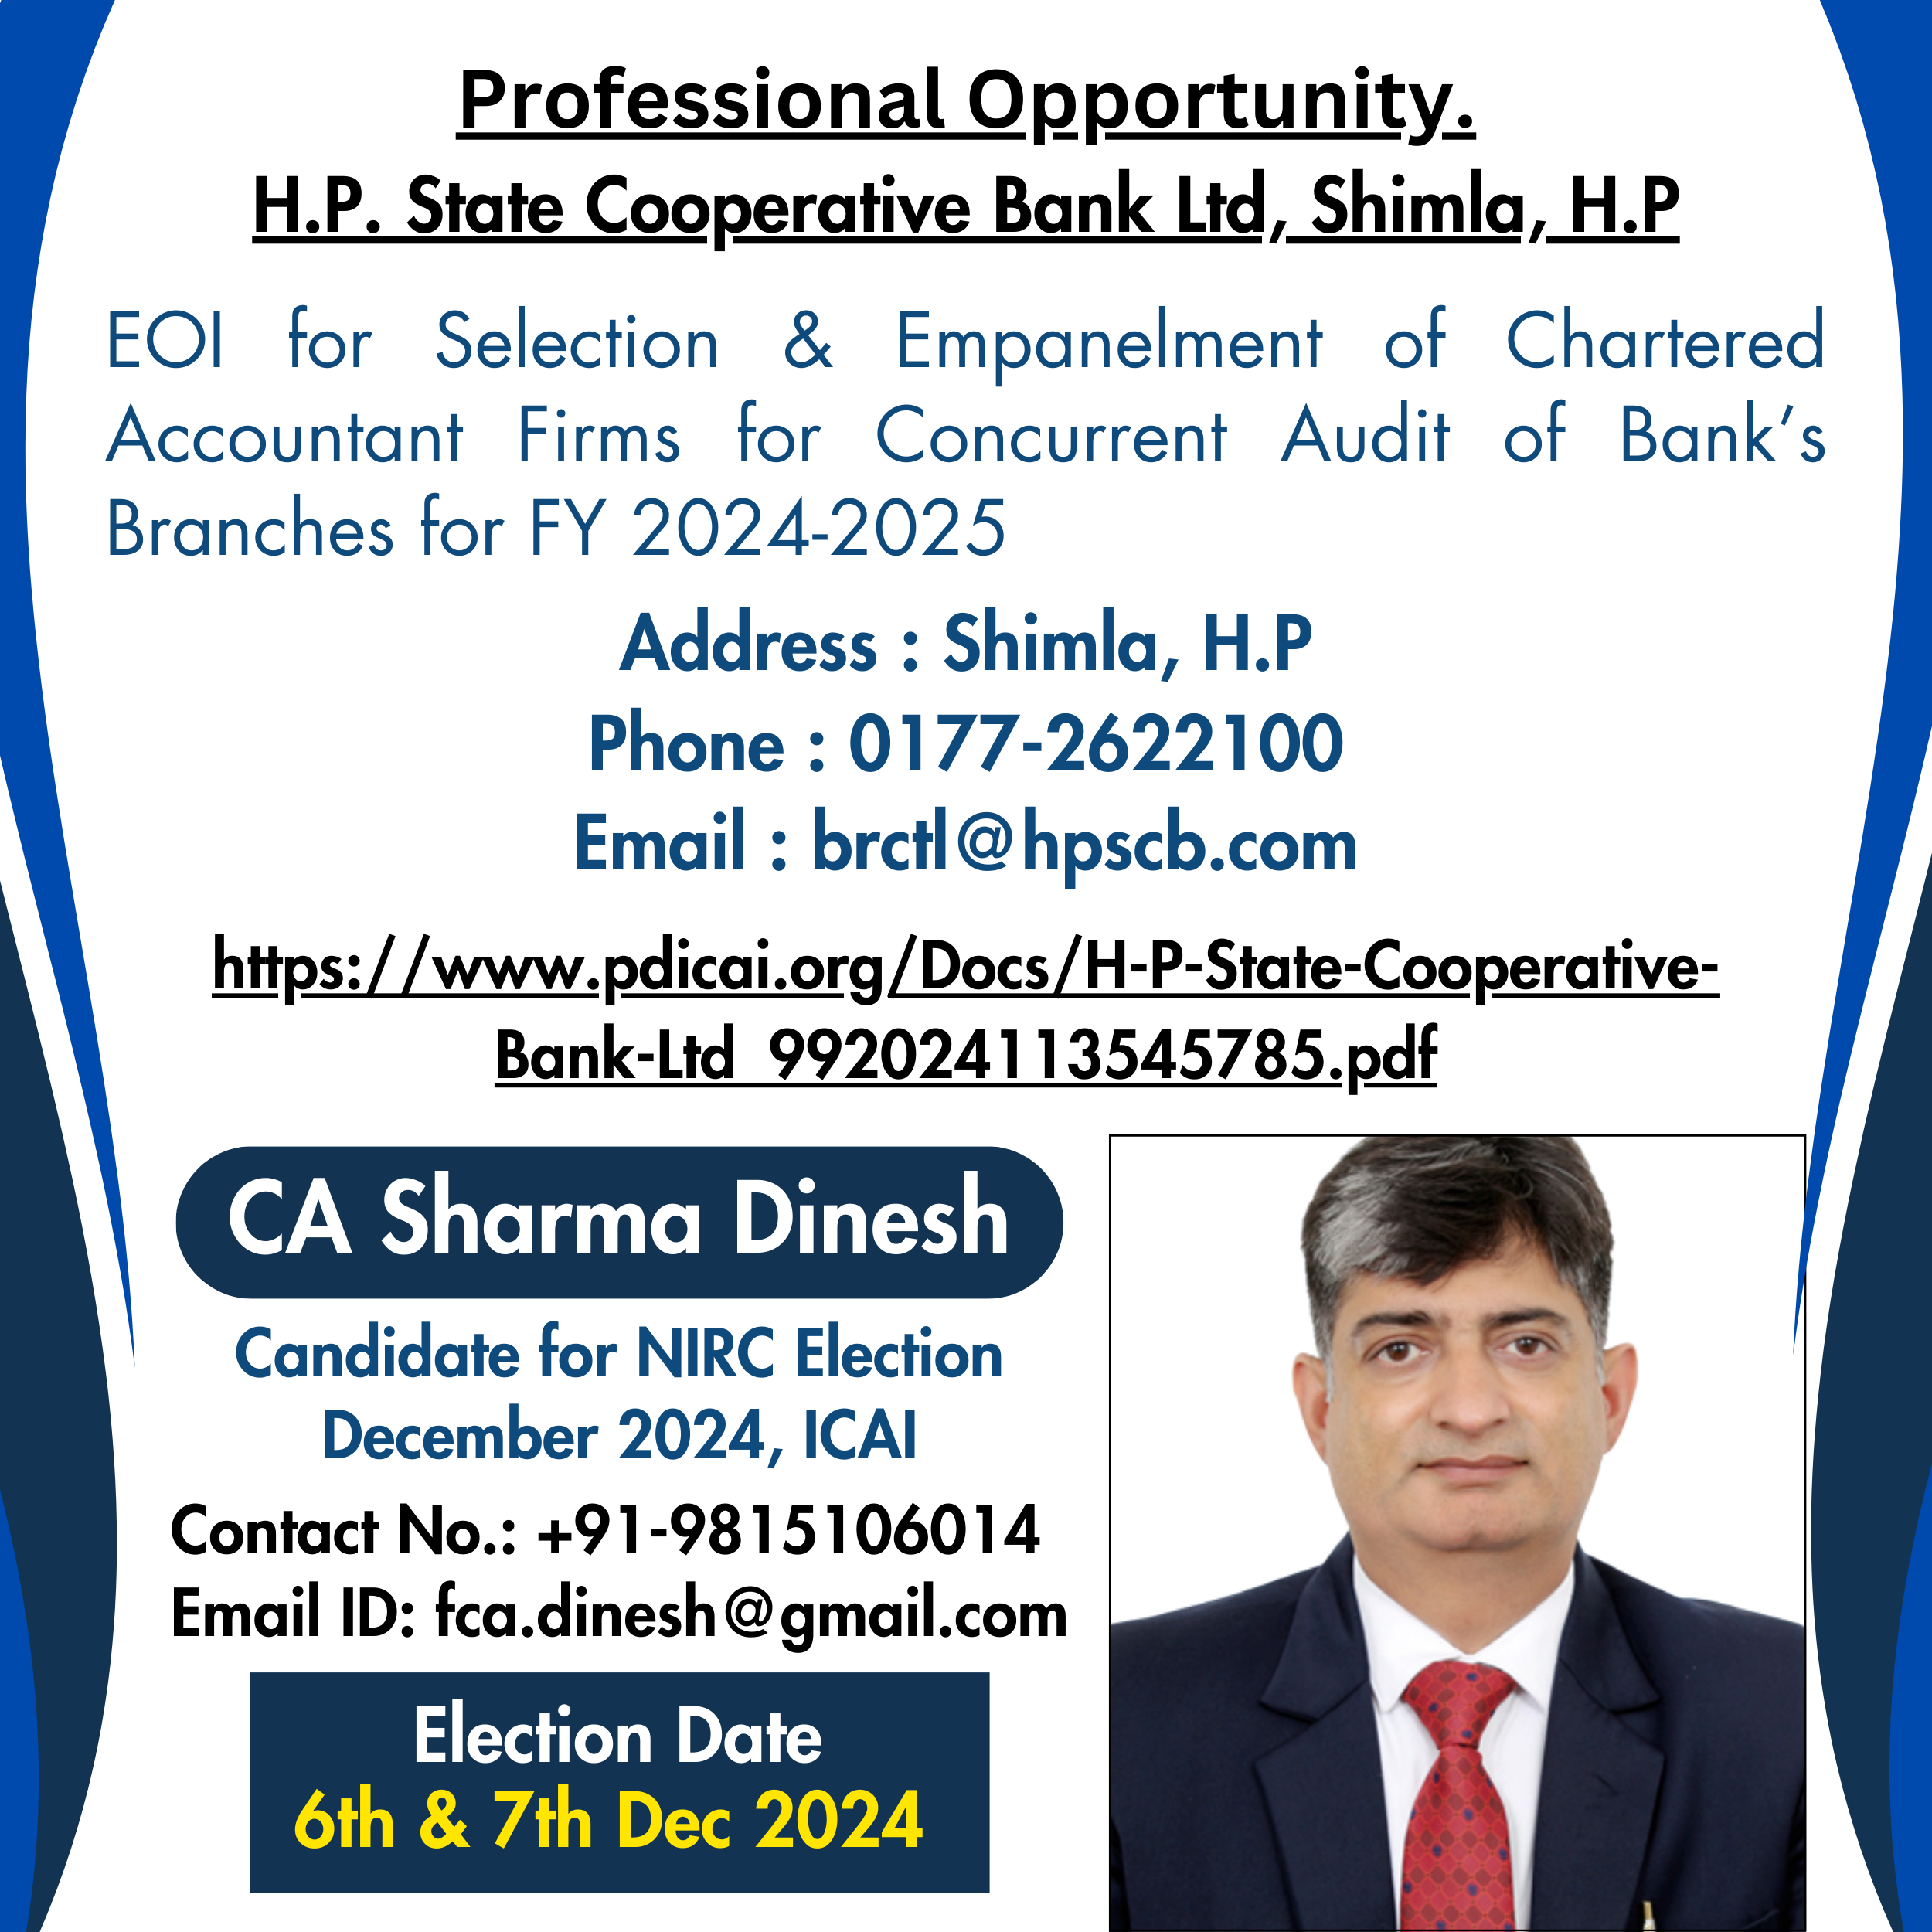 Professional Opportunity.
H.P. State Cooperative Bank Ltd, Shimla, H.P
EOI for Selection & Empanelment of Chartered
Accountant Firms for Concurrent Audit of Bank's
Branches for FY 2024-2025
Address : Shimla, H.P
Phone : 0177-2622100
Email : brctl@hpscb.com
https://www.pdicai.org/Docs/H-P-State-Cooperative-
Bank-Ltd_992024113545785.pdf
CA Sharma Dinesh
Candidate for NIRC Election
December 2024, ICAI
Contact No.: +91-9815106014
Email ID: fca.dinesh@gmail.com
Election Date
6th & 7th Dec 2024